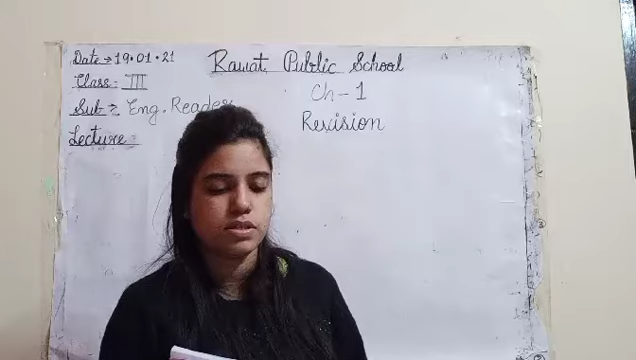 Date → 19.01.21
Rawat Public School
Class - III
Ch - 1
Sub → Eng. Reader
Revision
Lecture